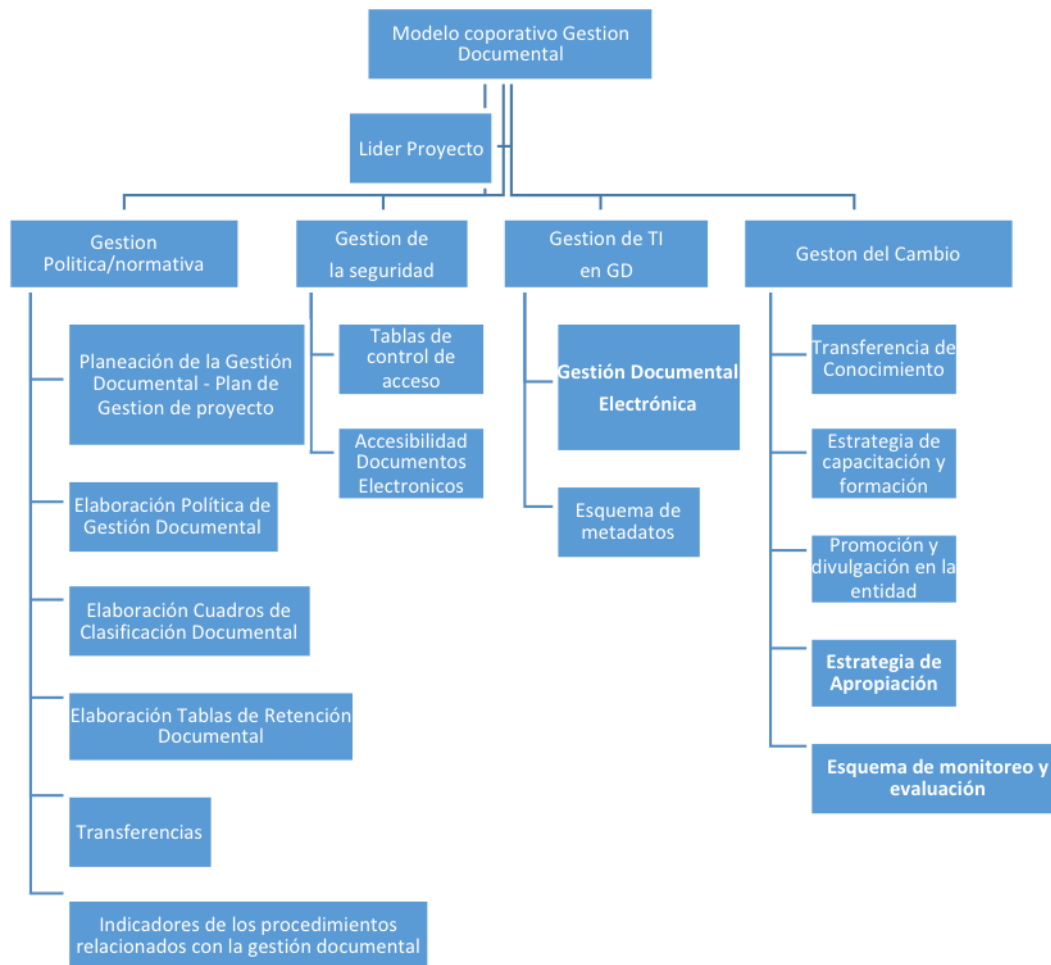 Modelo coporativo Gestion
Documental
Lider Proyecto
Gestion
Politica/normativa
Planeación de la Gestión
Documental - Plan de
Gestion de proyecto
Elaboración Política de
Gestión Documental
Elaboración Cuadros de
Clasificación Documental
Elaboración Tablas de Retención
Documental
Transferencias
Indicadores de los procedimientos
relacionados con la gestión documental
Gestion de
la seguridad
Tablas de
control de
acceso
Accesibilidad
Documentos
Electronicos
Gestion de TI
en GD
Gestión Documental
Electrónica
Esquema de
metadatos
Geston del Cambio
Transferencia de
Conocimiento
Estrategia de
capacitación y
formación
Promoción y
divulgación en la
entidad
Estrategia de
Apropiación
Esquema de monitoreo y
evaluación